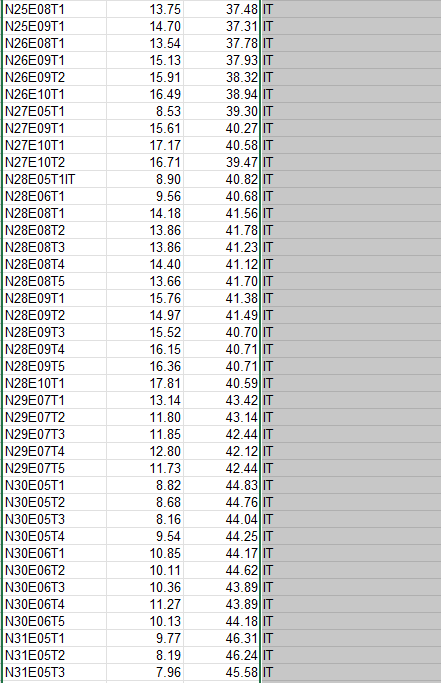 N25E08T1 13.75 37.48 IT
N25E09T1 14.70 37.31 IT
N26E08T1 13.54 37.78 IT
N26E09T1 15.13 37.93 IT
N26E09T2 15.91 38.32 IT
N26E10T1 16.49 38.94 IT
N27E05T1 8.53 39.30 IT
N27E09T1 15.61 40.27 IT
N27E10T1 17.17 40.58 IT
N27E10T2 16.71 39.47 IT
N28E05T1IT 8.90 40.82 IT
N28E06T1 9.56 40.68 IT
N28E08T1 14.18 41.56 IT
N28E08T2 13.86 41.78 IT
N28E08T3 13.86 41.23 IT
N28E08T4 14.40 41.12 IT
N28E08T5 13.66 41.70 IT
N28E09T1 15.76 41.38 IT
N28E09T2 14.97 41.49 IT
N28E09T3 15.52 40.70 IT
N28E09T4 16.15 40.71 IT
N28E09T5 16.36 40.71 IT
N28E10T1 17.81 40.59 IT
N29E07T1 13.14 43.42 IT
N29E07T2 11.80 43.14 IT
N29E07T3 11.85 42.44 IT
N29E07T4 12.80 42.12 IT
N29E07T5 11.73 42.44 IT
N30E05T1 8.82 44.83 IT
N30E05T2 8.68 44.76 IT
N30E05T3 8.16 44.04 IT
N30E05T4 9.54 44.25 IT
N30E06T1 10.85 44.17 IT
N30E06T2 10.11 44.62 IT
N30E06T3 10.36 43.89 IT
N30E06T4 11.27 43.89 IT
N30E06T5 10.13 44.18 IT
N31E05T1 9.77 46.31 IT
N31E05T2 8.19 46.24 IT
N31E05T3 7.96 45.58 IT